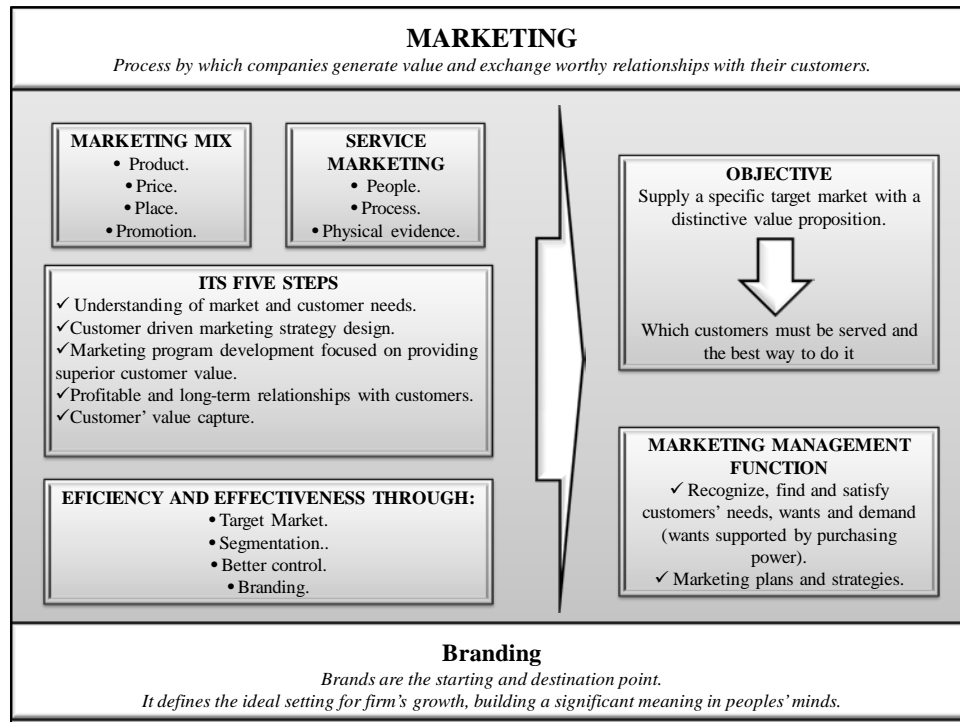 MARKETING
Process by which companies generate value and exchange worthy relationships with their customers.
MARKETING MIX
• Product.
• Price.
• Place.
• Promotion.
SERVICE
MARKETING
• People.
• Process.
• Physical evidence.
ITS FIVE STEPS
✓ Understanding of market and customer needs.
✓Customer driven marketing strategy design.
✓Marketing program development focused on providing
superior customer value.
✓Profitable and long-term relationships with customers.
✓Customer’ value capture.
EFICIENCY AND EFFECTIVENESS THROUGH:
• Target Market.
• Segmentation..
• Better control.
• Branding.
OBJECTIVE
Supply a specific target market with a
distinctive value proposition.
Which customers must be served and
the best way to do it
MARKETING MANAGEMENT
FUNCTION
✓ Recognize, find and satisfy
customers’ needs, wants and demand
(wants supported by purchasing
power).
✓ Marketing plans and strategies.
Branding
Brands are the starting and destination point.
It defines the ideal setting for firm’s growth, building a significant meaning in peoples’ minds.